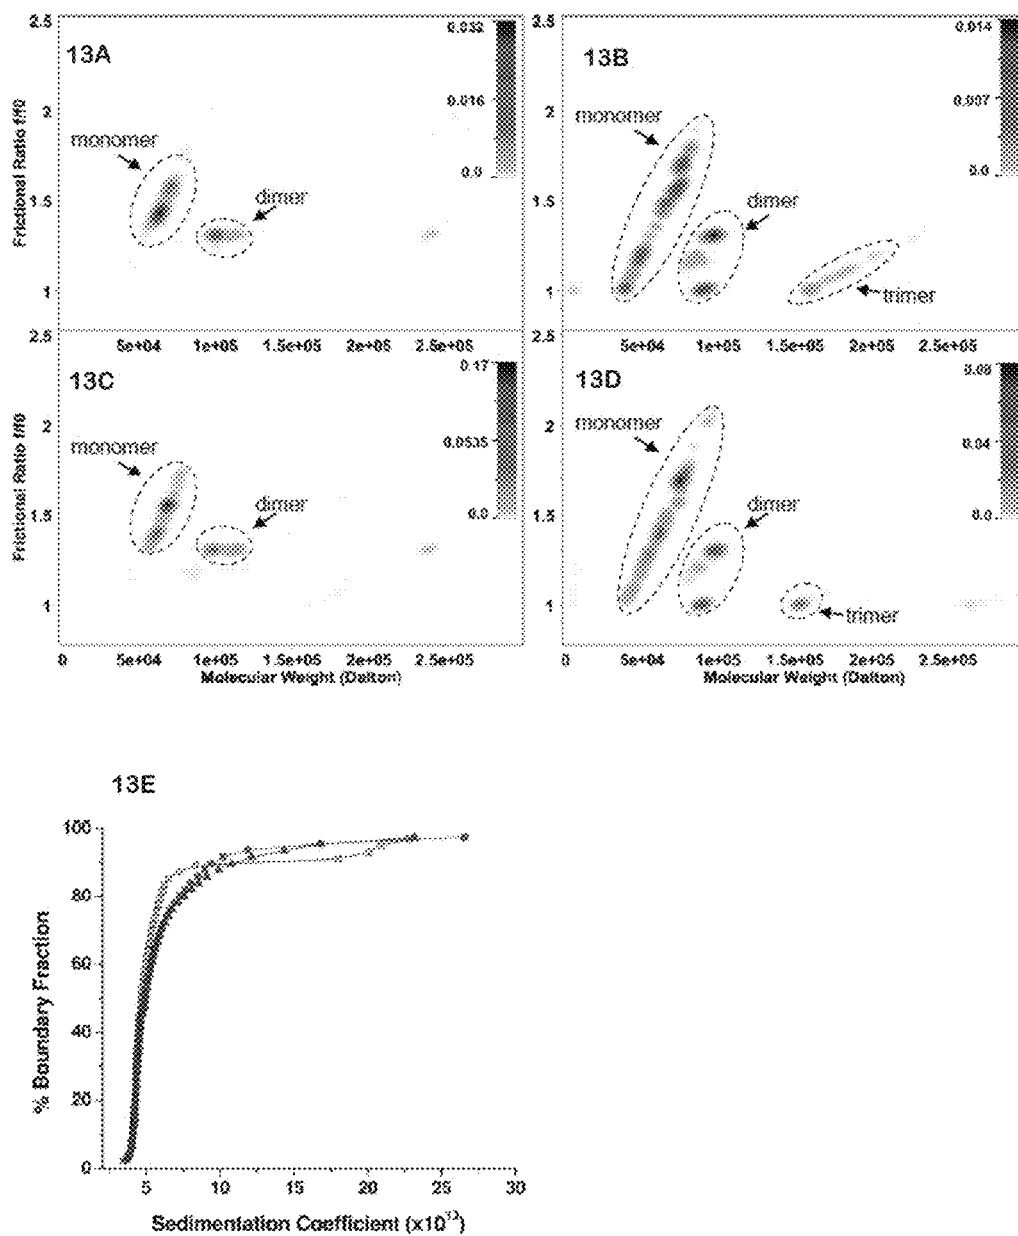 13A
2.5
2
1.5
1
Frictional Ratio f/f0
monomer
dimer
0.032
0.016
0.0
13B
2.5
2
1.5
1
monomer
dimer
trimer
0.014
0.007
0.0
5e+04 1e+05 1.5e+05 2e+05 2.5e+05
5e+04 1e+05 1.5e+05 2e+05 2.5e+05
13C
2.5
2
1.5
1
Frictional Ratio f/f0
monomer
dimer
0.17
0.0535
0.0
0 5e+04 1e+05 1.5e+05 2e+05 2.5e+05
Molecular Weight (Dalton)
13D
2.5
2
1.5
1
monomer
dimer
trimer
0.04
0.0
0 5e+04 1e+05 1.5e+05 2e+05 2.5e+05
Molecular Weight (Dalton)
13E
% Boundary Fraction
100
80
60
40
20
0
5 10 15 20 25 30
Sedimentation Coefficient (x10¹³)